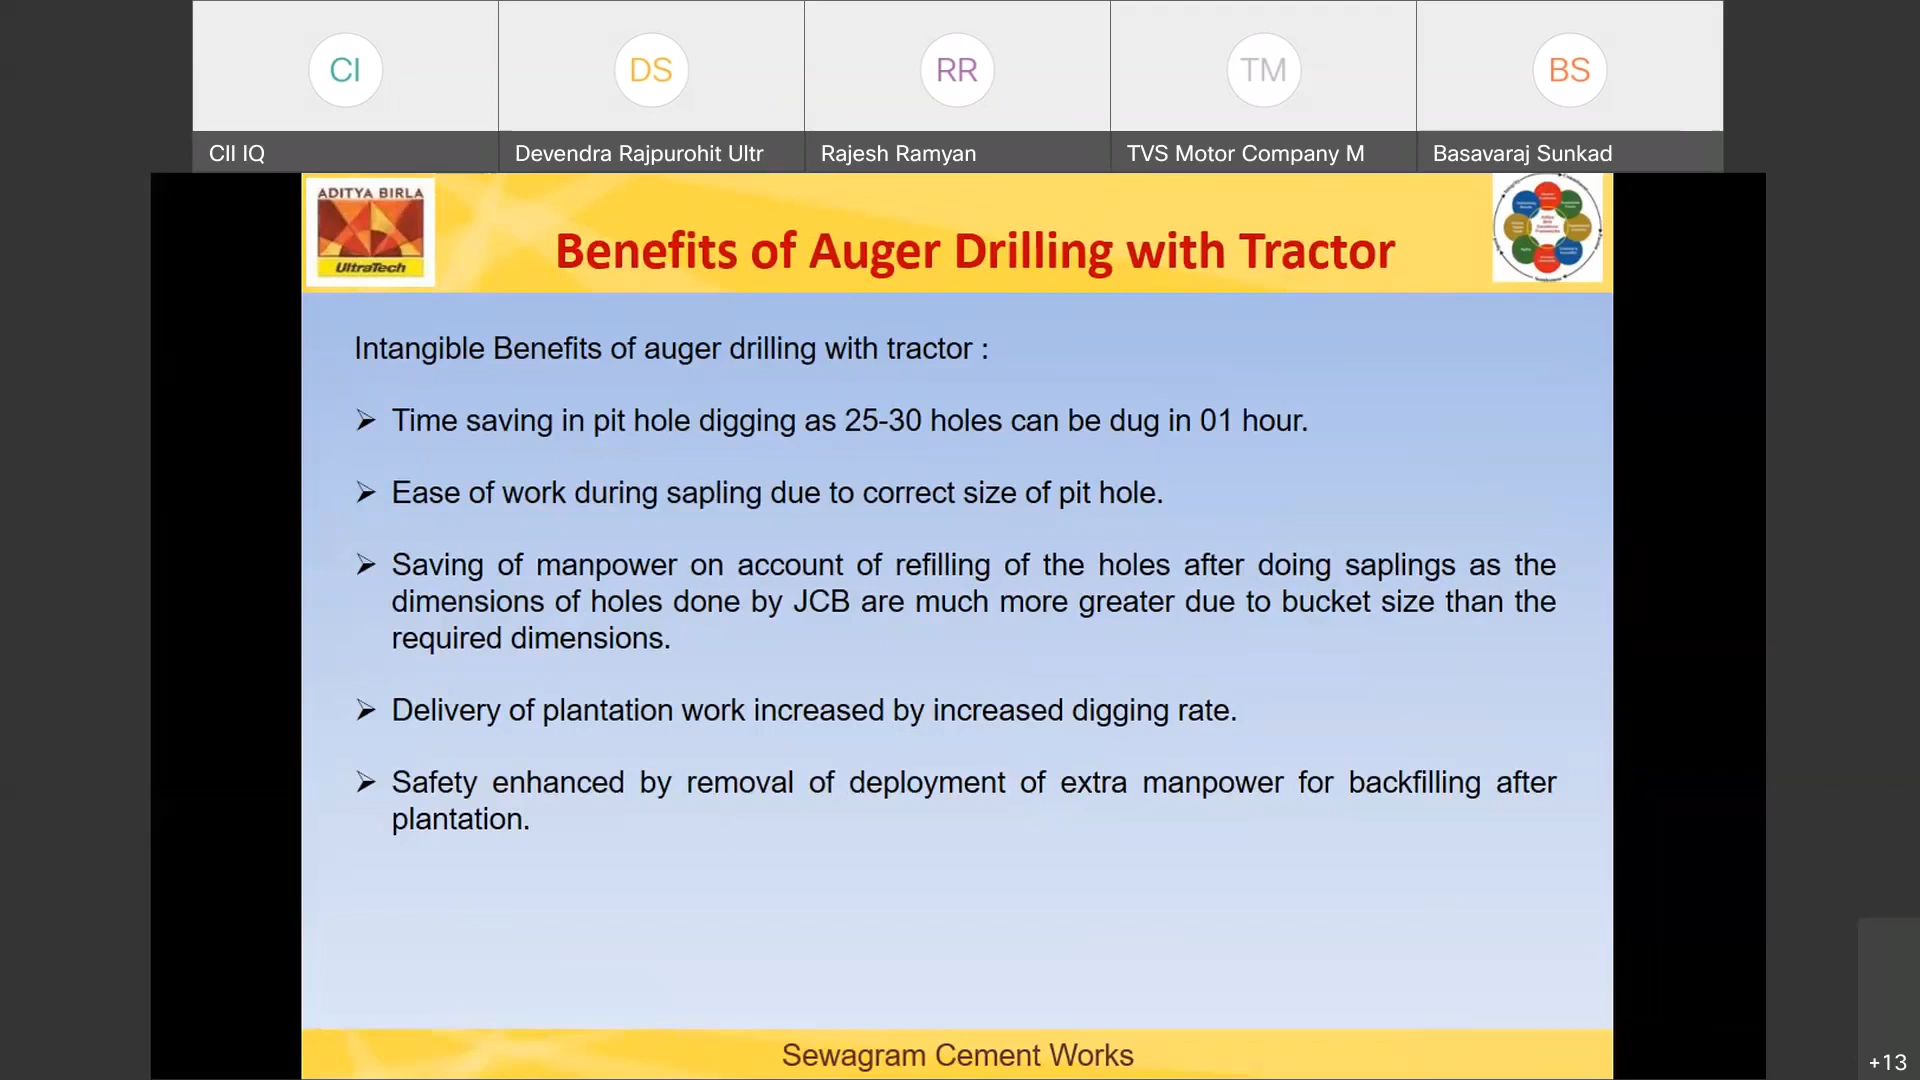 CI
DS
RR
TM
BS
CII IQ
Devendra Rajpurohit Ultr
Rajesh Ramyan
TVS Motor Company M
Basavaraj Sunkad
ADITYA BIRLA
UltraTech
Benefits of Auger Drilling with Tractor
Intangible Benefits of auger drilling with tractor :
➢ Time saving in pit hole digging as 25-30 holes can be dug in 01 hour.
➢ Ease of work during sapling due to correct size of pit hole.
➢ Saving of manpower on account of refilling of the holes after doing saplings as the
dimensions of holes done by JCB are much more greater due to bucket size than the
required dimensions.
➢ Delivery of plantation work increased by increased digging rate.
➢ Safety enhanced by removal of deployment of extra manpower for backfilling after
plantation.
Sewagram Cement Works
+13